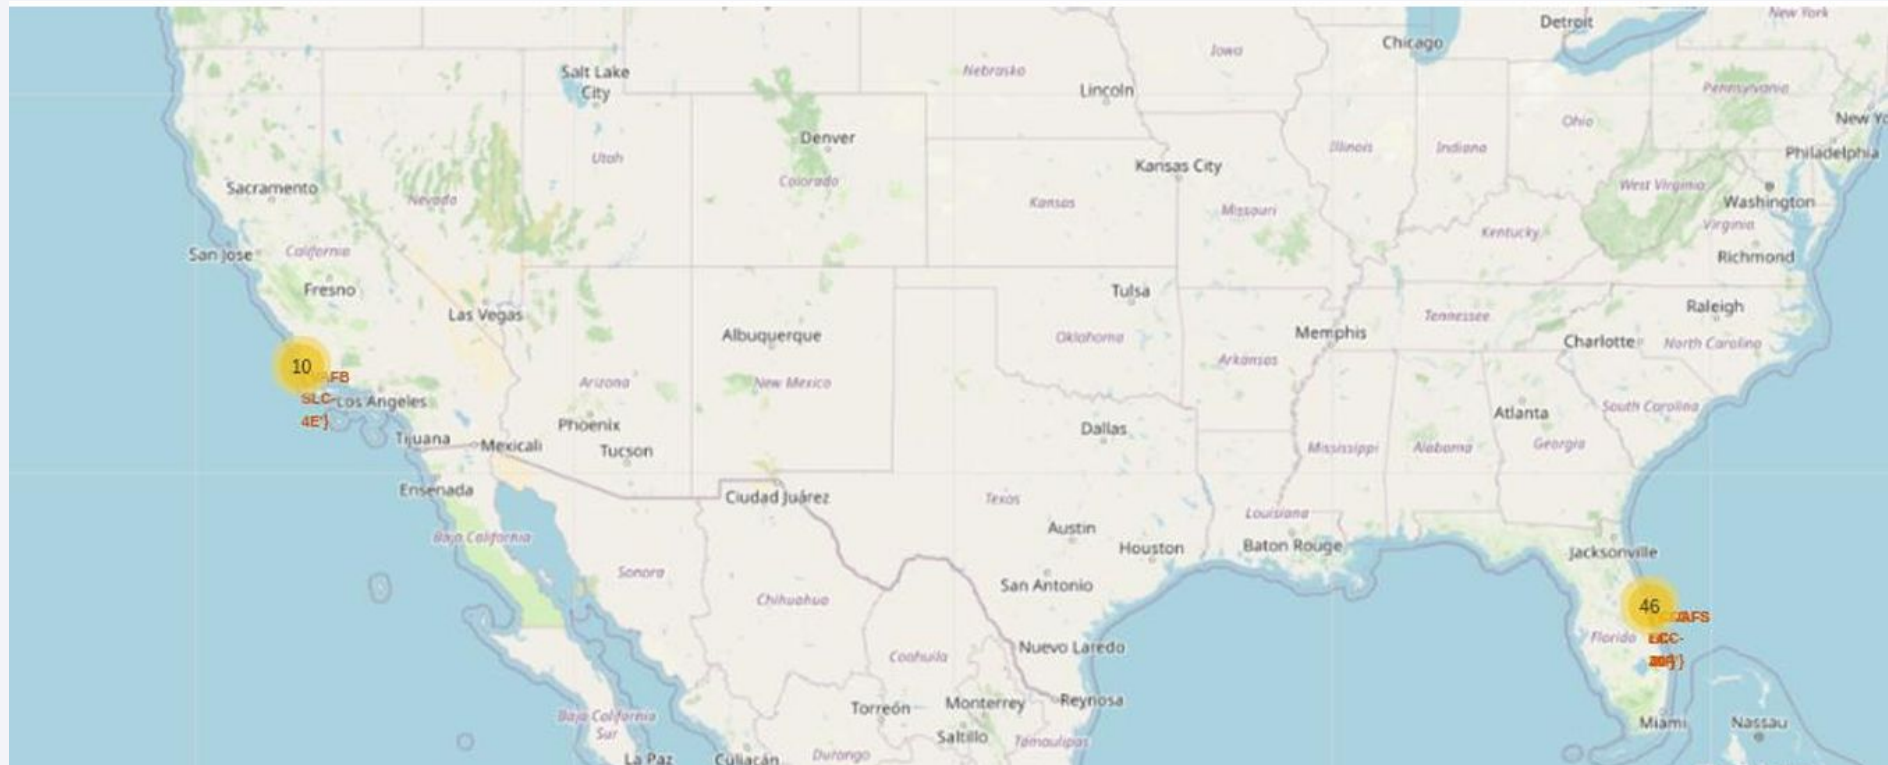 New York
Detroit
Chicago
Iowa
Nebraska
Salt Lake
City
Lincoln
Pennsylvania
Ohio
New Yo
Denver
Utah
Illinois
Indiana
Philadelphia
Kansas City
Colorado
Sacramento
Nevada
West Virginia
Washington
Kansas
Missouri
Virginia
Kentucky
San Jose
California
Richmond
Fresno
Tulsa
Raleigh
Las Vegas
Tennessee
Albuquerque
Oklahoma
Memphis
Charlotte
North Carolina
10
VAFB
SLC-
4E'}
Arkansas
Arizona
New Mexico
Los Angeles
South Carolina
Atlanta
Phoenix
Dallas
Tijuana
Mexicali
Tucson
Mississippi
Alabama
Georgia
Ensenada
Ciudad Juárez
Texas
Louisiana
Austin
Baja California
Houston
Baton Rouge
Jacksonville
Sonora
San Antonio
Chihuahua
46
AFS
Florida
Coahuila
Nuevo Laredo
Torreón
Monterrey
Reynosa
Baja California
Sur
Saltillo
Tamaulipas
Miami
Nassau
La Paz
Culiacán
Durango